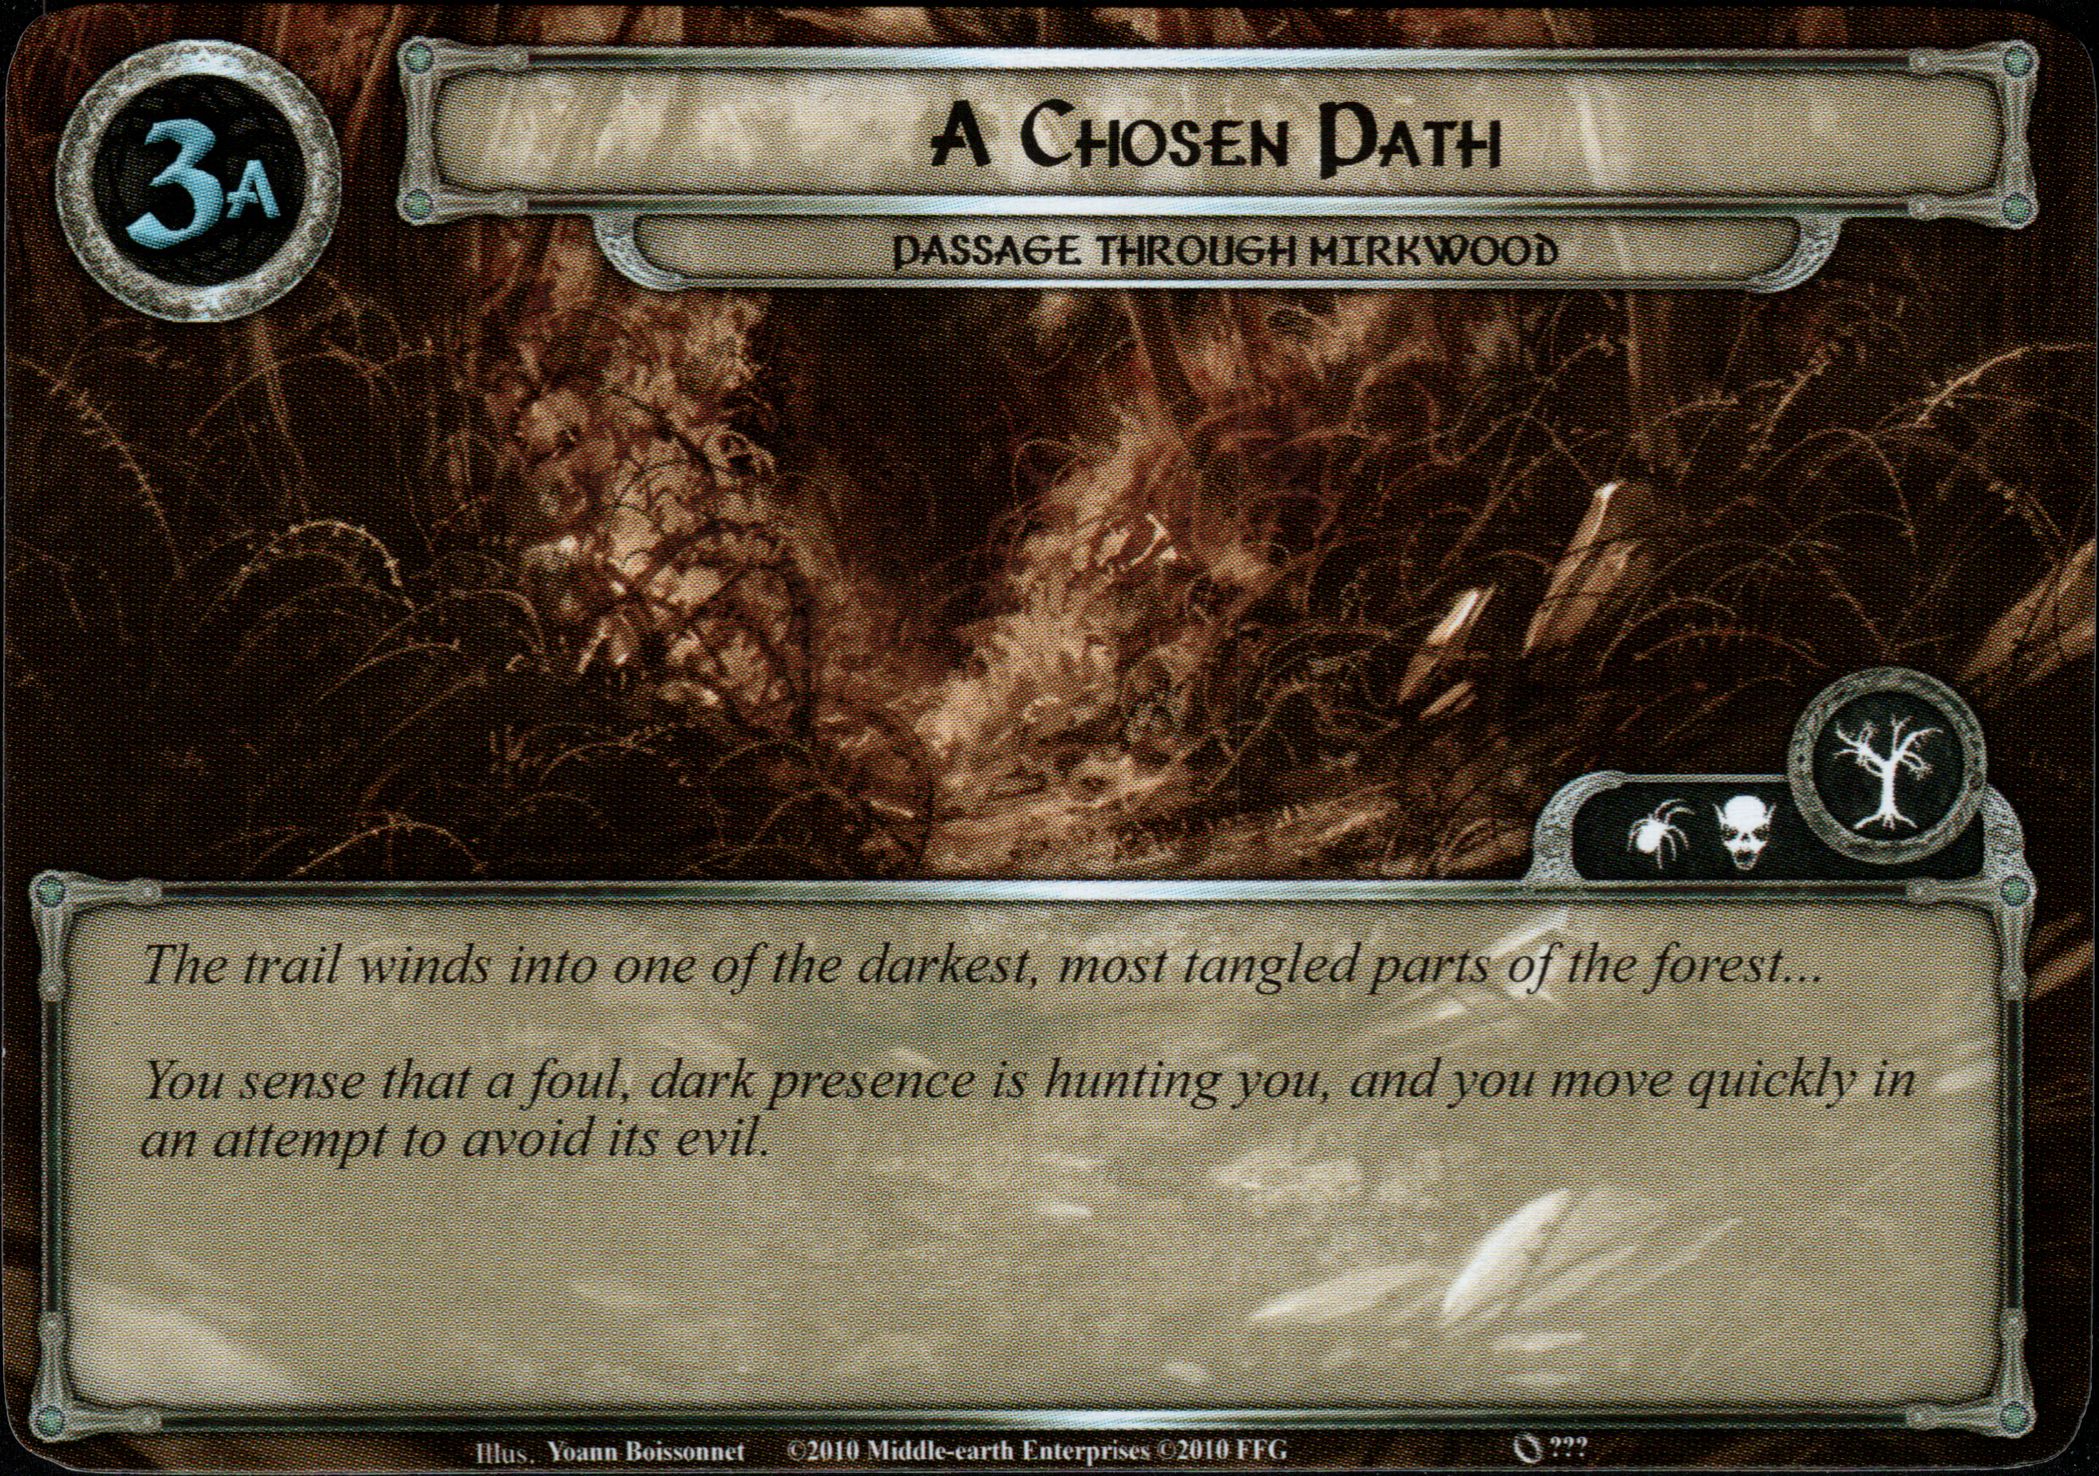 3A
A Chosen Path
Passage Through Mirkwood
The trail winds into one of the darkest, most tangled parts of the forest...
You sense that a foul, dark presence is hunting you, and you move quickly in
an attempt to avoid its evil.
Illus. Yoann Boissonnet ©2010 Middle-earth Enterprises ©2010 FFG ???